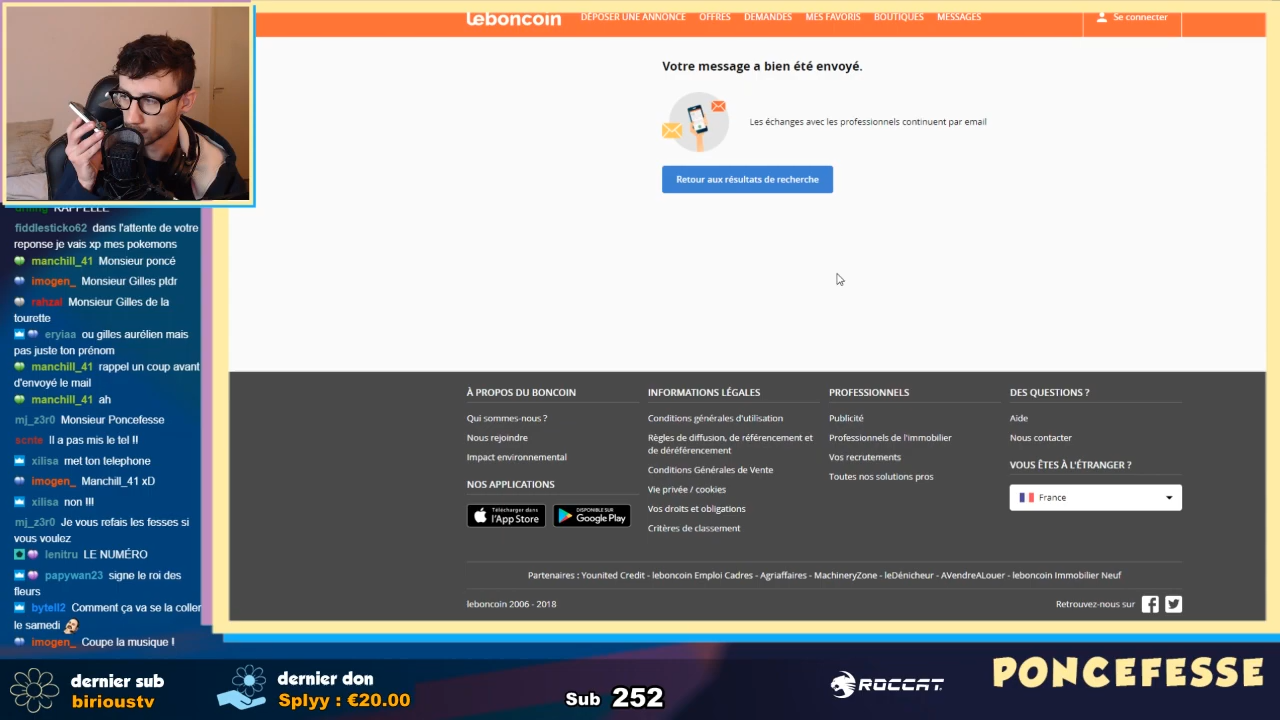 leboncoin DÉPOSER UNE ANNONCE OFFRES DEMANDES MES FAVORIS BOUTIQUES MESSAGES Se connecter
Votre message a bien été envoyé.
Les échanges avec les professionnels continuent par email
Retour aux résultats de recherche
RAPPELLE
fiddlesticko62 dans l'attente de votre
reponse je vais xp mes pokemons
manchill_41 Monsieur poncé
imogen_ Monsieur Gilles ptdr
rahzal Monsieur Gilles de la
tourette
eryiaa ou gilles aurélien mais
pas juste ton prénom
manchill_41 rappel un coup avant
d'envoyé le mail
manchill_41 ah
mj_z3r0 Monsieur Poncefesse
scnte Il a pas mis le tel !!
xilisa met ton telephone
imogen_ Manchill_41 xD
xilisa non !!!
mj_z3r0 Je vous refais les fesses si
vous voulez
lenitru LE NUMÉRO
papywan23 signe le roi des
fleurs
bytell2 Comment ça va se la coller
le samedi
imogen_ Coupe la musique !
À PROPOS DU BONCOIN
Qui sommes-nous ?
Nous rejoindre
Impact environnemental
NOS APPLICATIONS
Télécharger dans
l'App Store
DISPONIBLE SUR
Google Play
INFORMATIONS LÉGALES
Conditions générales d'utilisation
Règles de diffusion, de référencement et
de déréférencement
Conditions Générales de Vente
Vie privée / cookies
Vos droits et obligations
Critères de classement
PROFESSIONNELS
Publicité
Professionnels de l'immobilier
Vos recrutements
Toutes nos solutions pros
DES QUESTIONS ?
Aide
Nous contacter
VOUS ÊTES À L'ÉTRANGER ?
France
Partenaires : Younited Credit - leboncoin Emploi Cadres - Agriaffaires - MachineryZone - leDénicheur - AVendreALouer - leboncoin Immobilier Neuf
leboncoin 2006 - 2018
Retrouvez-nous sur
dernier sub
birioustv
dernier don
Splyy : €20.00
Sub 252
ROCCAT
PONCEFESSE